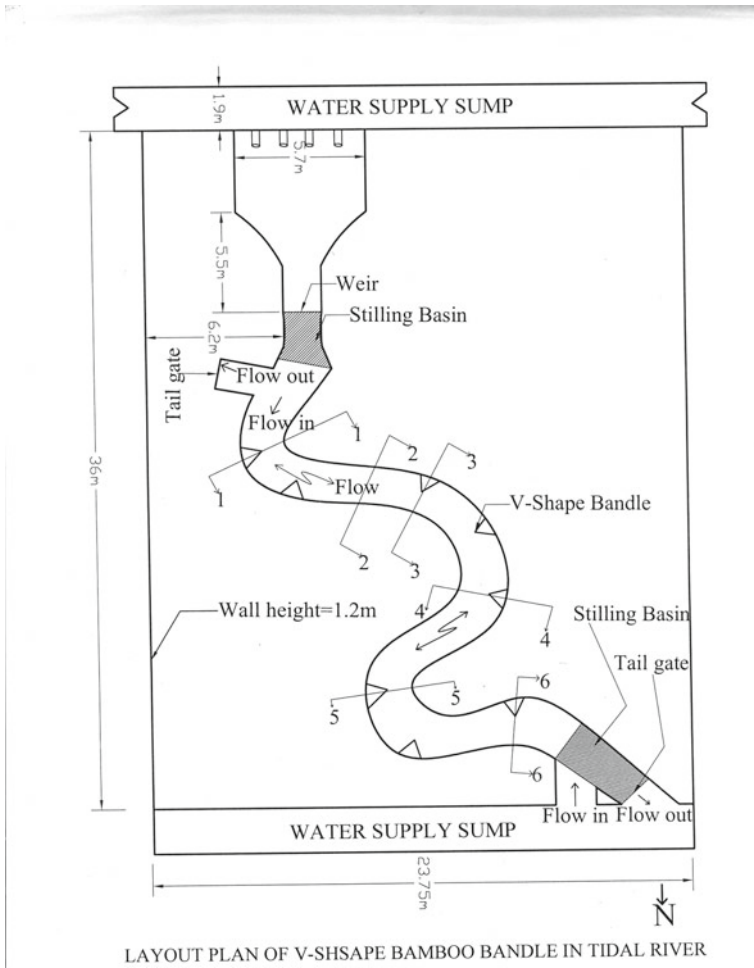 WATER SUPPLY SUMP
1.9m
5.7m
5.5m
Weir
Stilling Basin
6.2m
Tail gate
Flow out
Flow in
1
2
3
1
Flow
V-Shape Bandle
36m
2
3
Wall height=1.2m
4
4
Stilling Basin
Tail gate
5
5
6
6
Flow in
Flow out
WATER SUPPLY SUMP
23.75m
N
LAYOUT PLAN OF V-SHSAPE BAMBOO BANDLE IN TIDAL RIVER